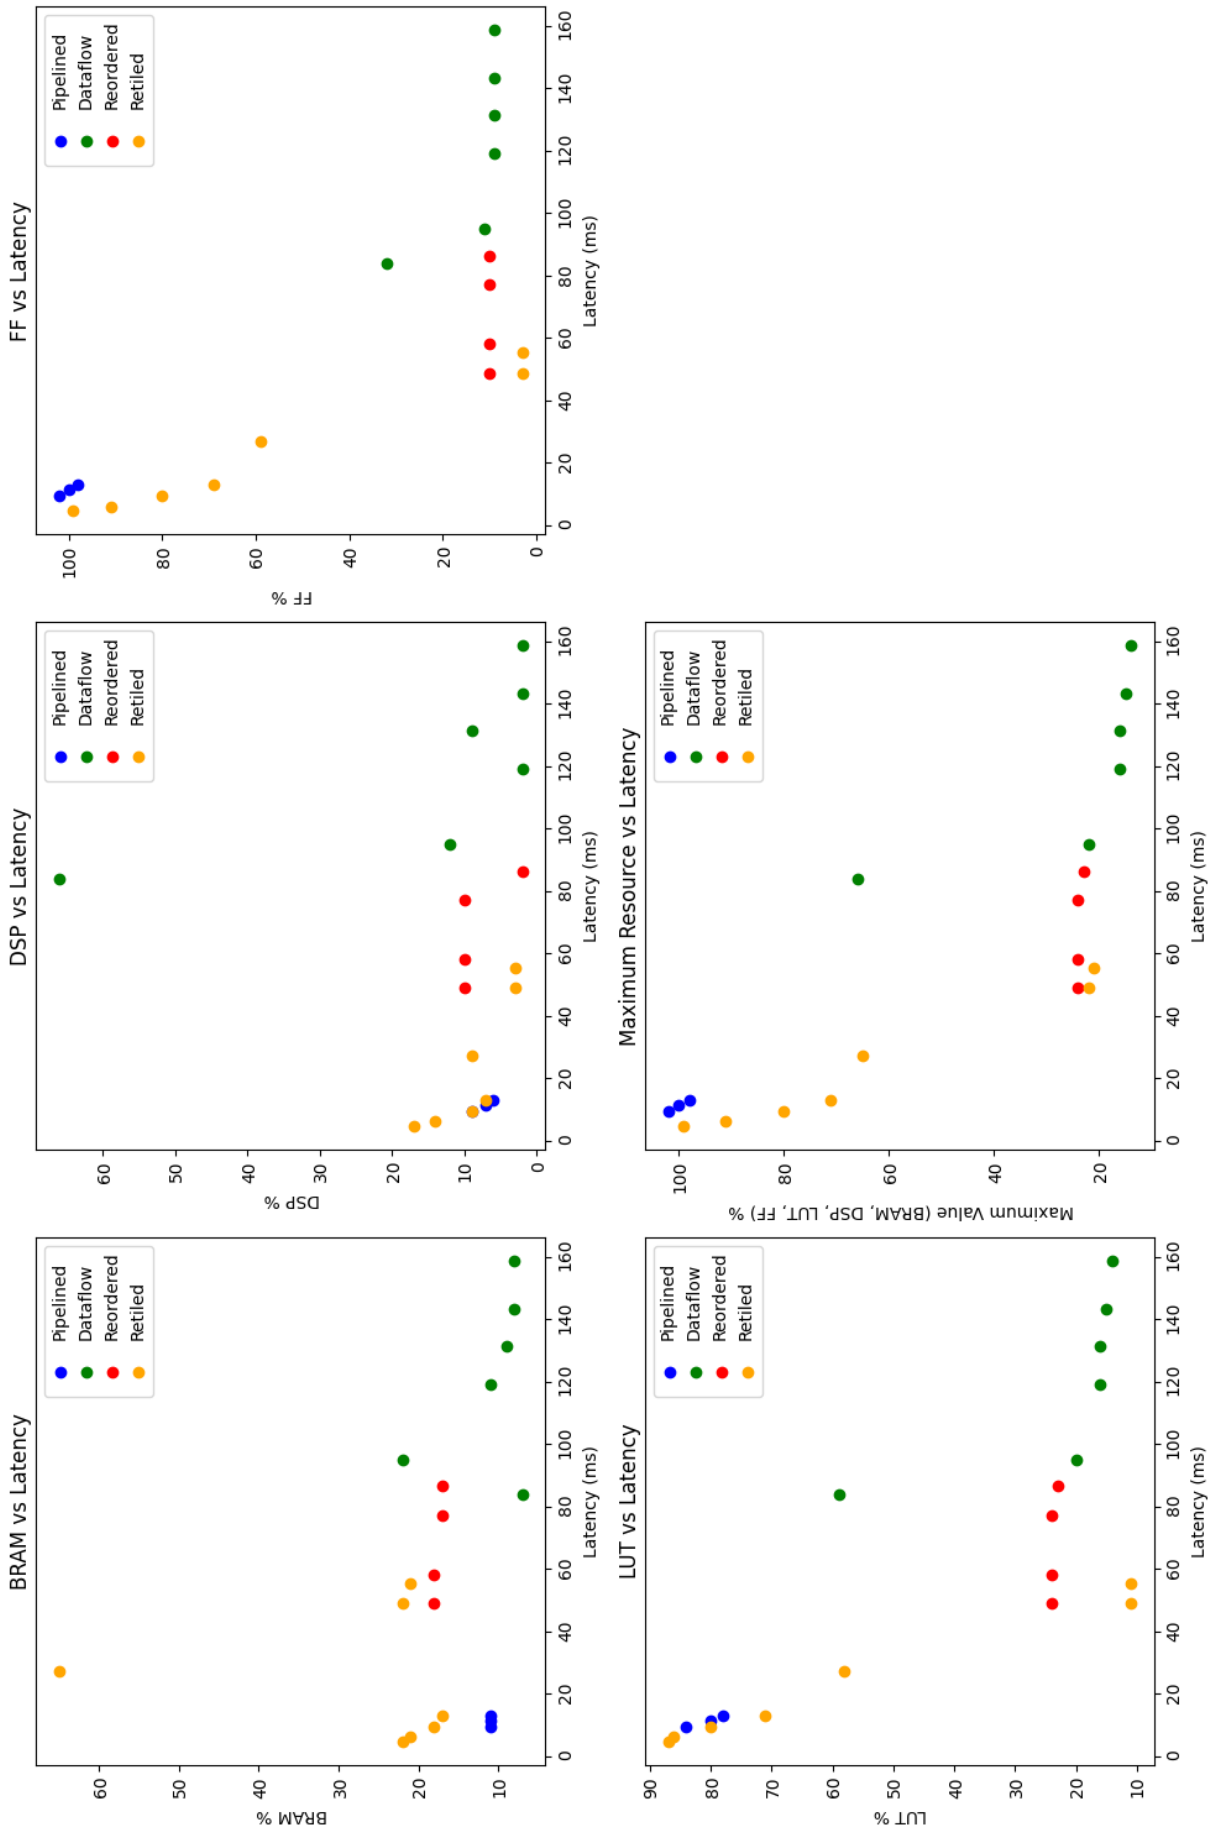 BRAM vs Latency
BRAM %
60
50
40
30
20
10
0
20
40
60
80
100
120
140
160
Latency (ms)
Pipelined
Dataflow
Reordered
Retiled
DSP vs Latency
DSP %
60
50
40
30
20
10
0
0
20
40
60
80
100
120
140
160
Latency (ms)
Pipelined
Dataflow
Reordered
Retiled
FF vs Latency
FF %
100
80
60
40
20
0
0
20
40
60
80
100
120
140
160
Latency (ms)
Pipelined
Dataflow
Reordered
Retiled
LUT vs Latency
LUT %
90
80
70
60
50
40
30
20
10
0
20
40
60
80
100
120
140
160
Latency (ms)
Pipelined
Dataflow
Reordered
Retiled
Maximum Resource vs Latency
Maximum Value (BRAM, DSP, LUT, FF) %
100
80
60
40
20
0
20
40
60
80
100
120
140
160
Latency (ms)
Pipelined
Dataflow
Reordered
Retiled